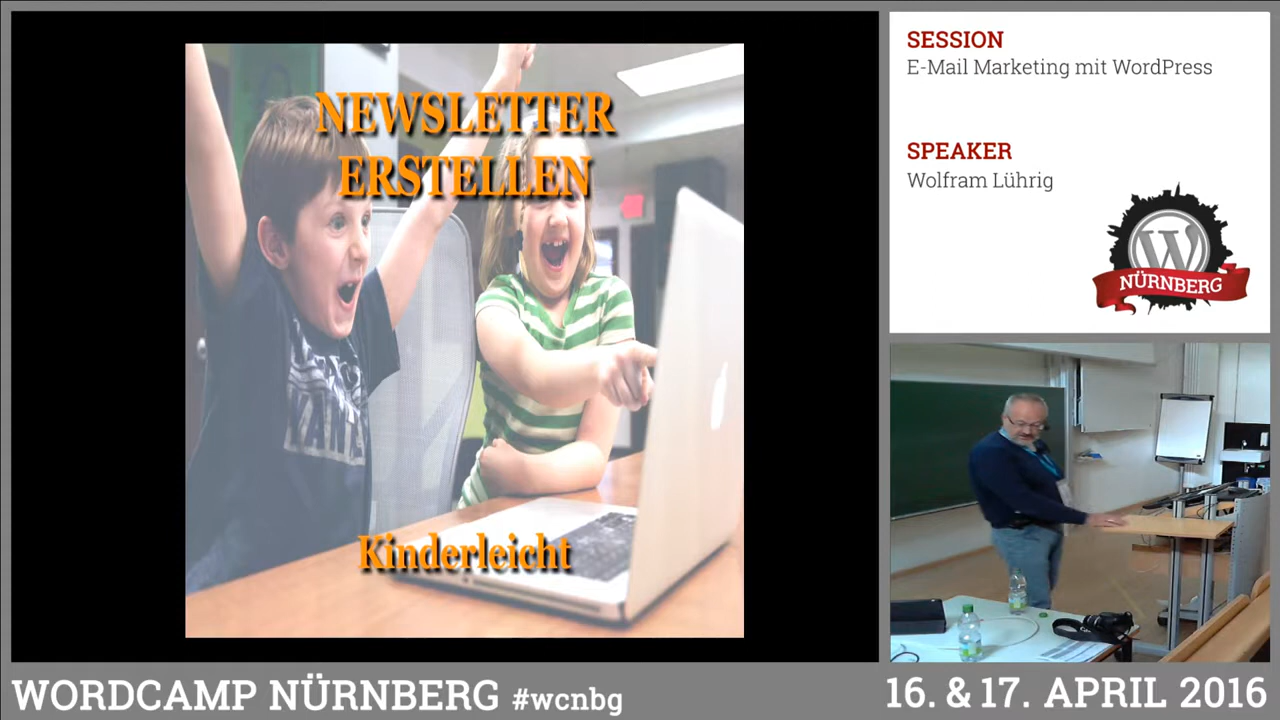 NEWSLETTER
ERSTELLEN
Kinderleicht
SESSION
E-Mail Marketing mit WordPress
SPEAKER
Wolfram Lührig
NÜRNBERG
WORDCAMP NÜRNBERG #wcnbg
16. & 17. APRIL 2016